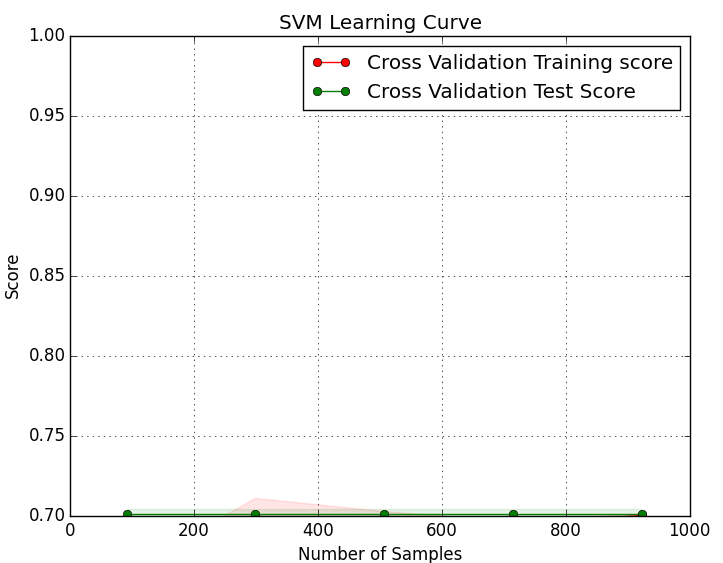 SVM Learning Curve
1.00
Cross Validation Training score
Cross Validation Test Score
0.95
0.90
0.85
Score
0.80
0.75
0.70
0 200 400 600 800 1000
Number of Samples